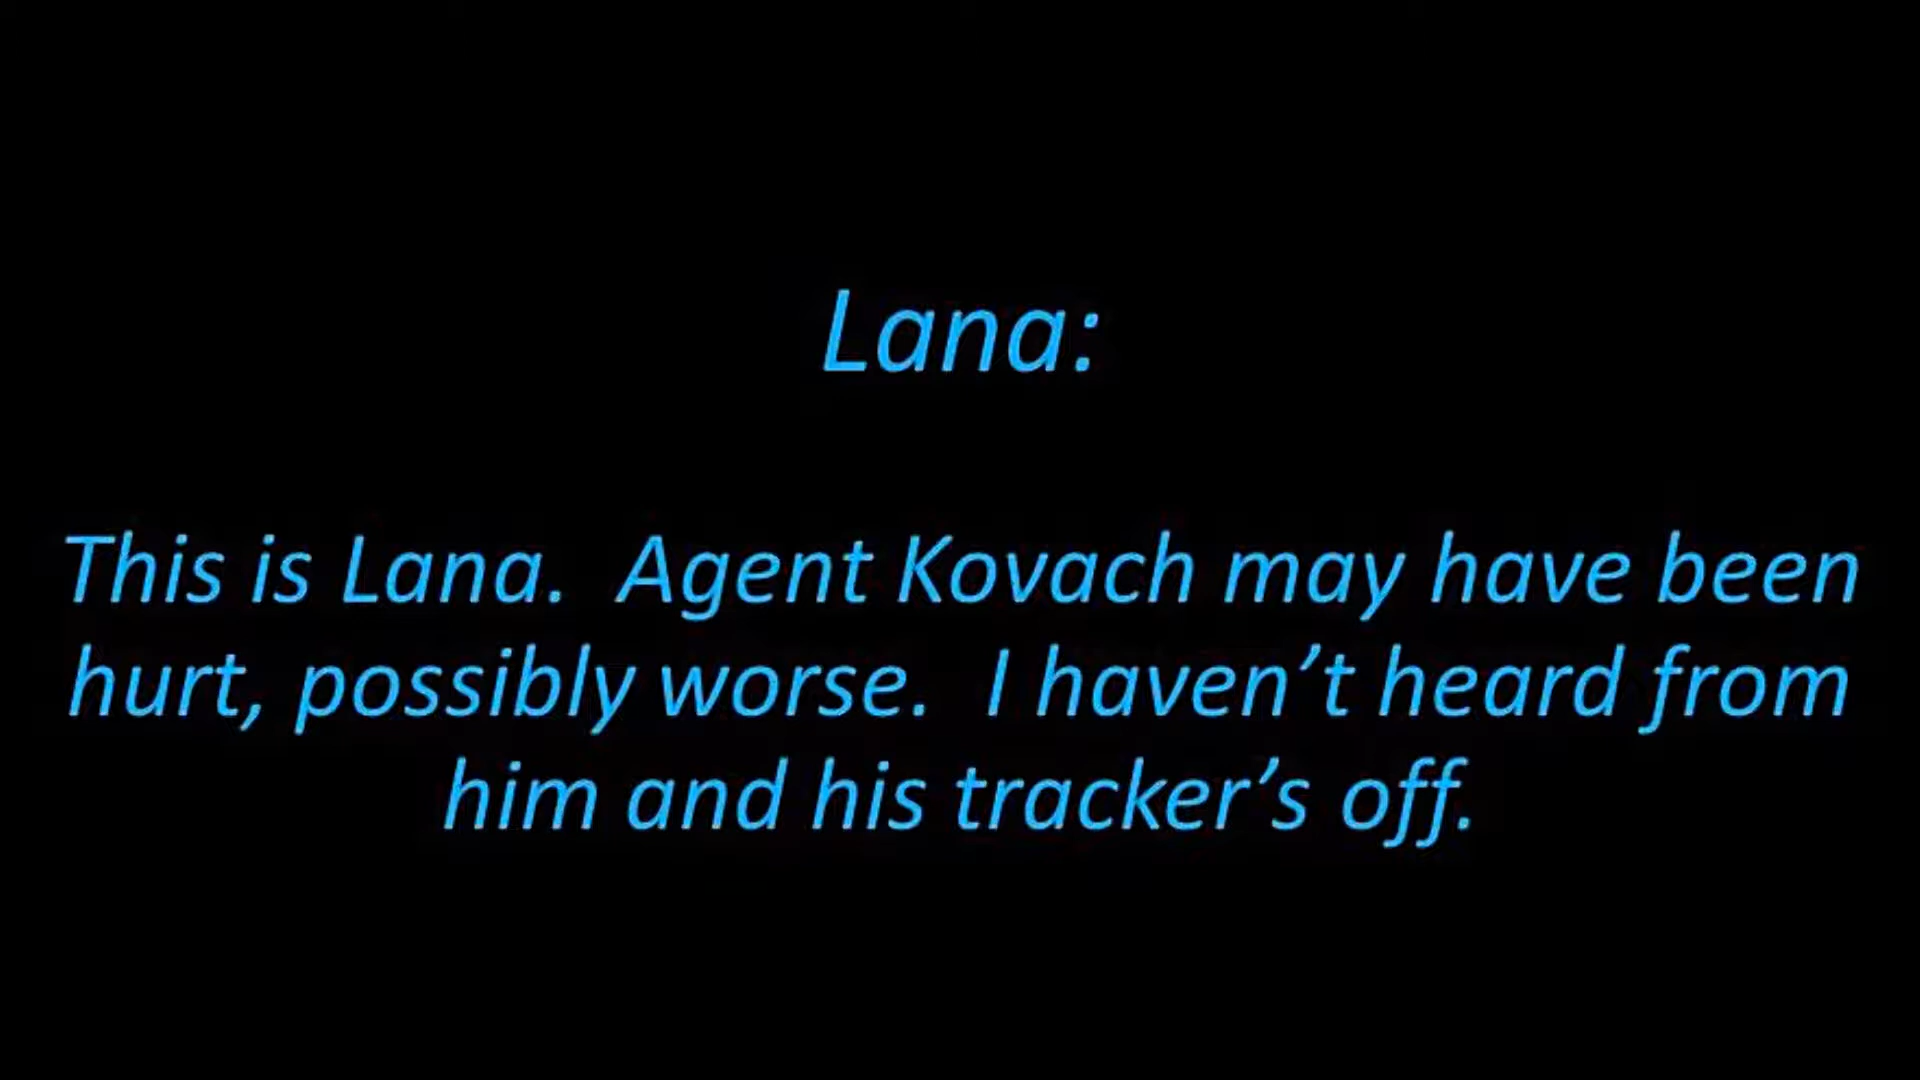 Lana:
This is Lana.  Agent Kovach may have been
hurt, possibly worse.  I haven’t heard from
him and his tracker’s off.